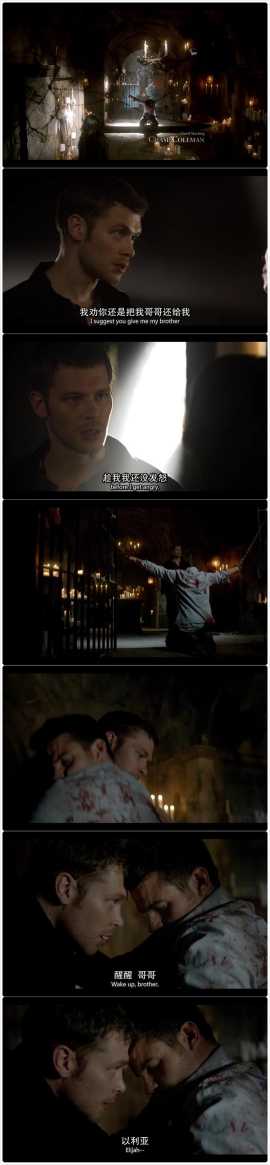 CHASE COLEMAN
我劝你还是把我哥哥还给我
I suggest you give me my brother
趁我还没发怒
before I get angry.
醒醒 哥哥
Wake up, brother.
以利亚
Elijah--